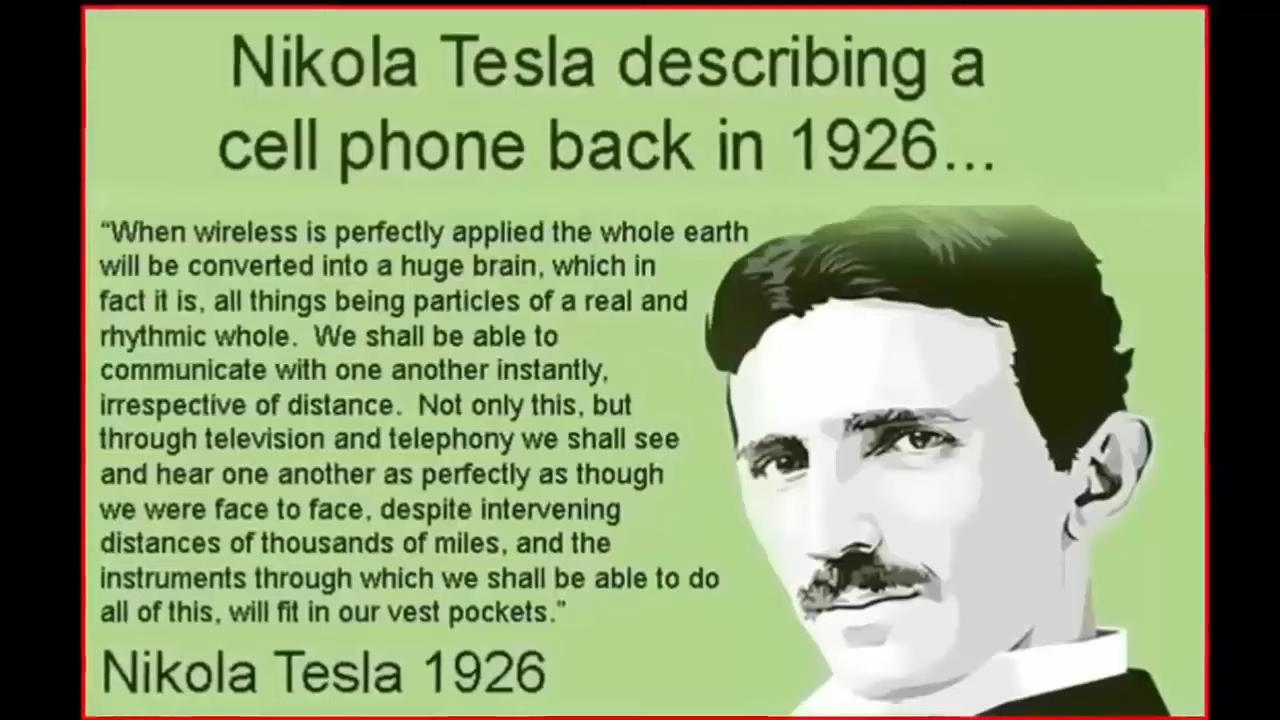 Nikola Tesla describing a
cell phone back in 1926...
“When wireless is perfectly applied the whole earth
will be converted into a huge brain, which in
fact it is, all things being particles of a real and
rhythmic whole.  We shall be able to
communicate with one another instantly,
irrespective of distance.  Not only this, but
through television and telephony we shall see
and hear one another as perfectly as though
we were face to face, despite intervening
distances of thousands of miles, and the
instruments through which we shall be able to do
all of this, will fit in our vest pockets.”
Nikola Tesla 1926